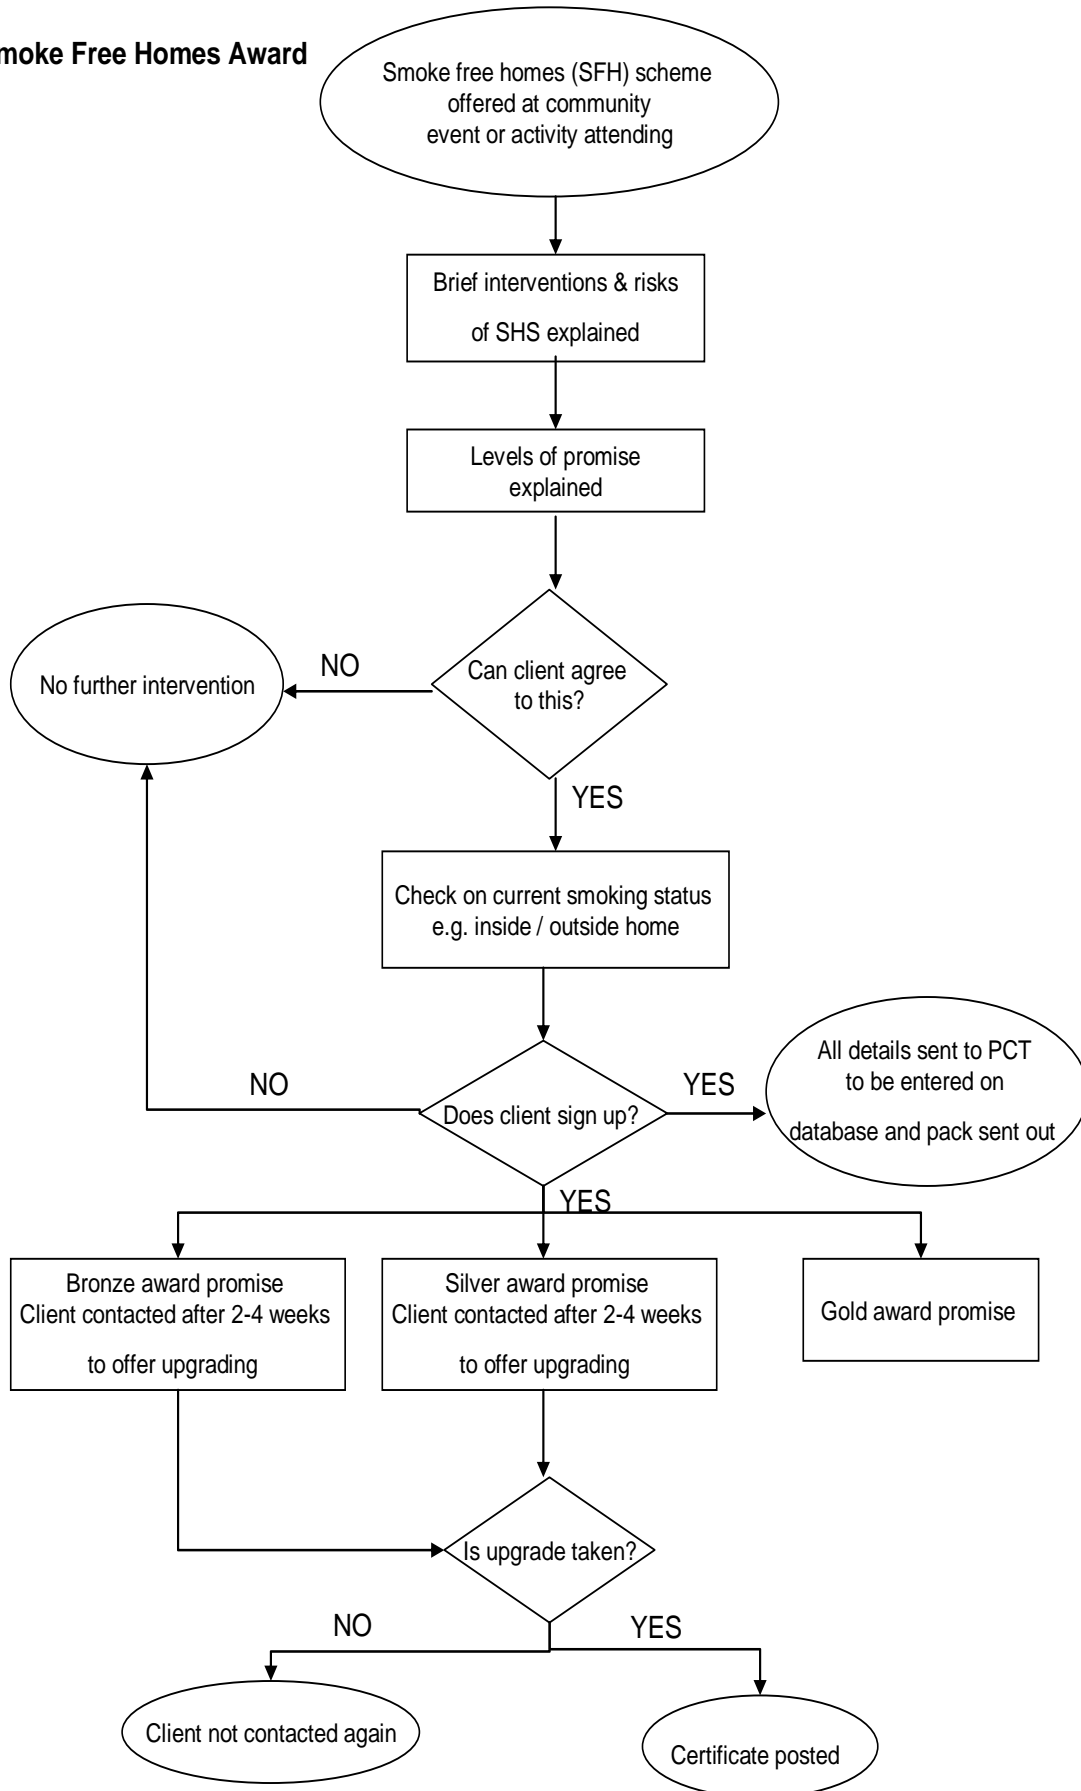 moke Free Homes Award
Smoke free homes (SFH) scheme
offered at community
event or activity attending
Brief interventions & risks
of SHS explained
Levels of promise
explained
Can client agree
to this?
NO
No further intervention
YES
Check on current smoking status
e.g. inside / outside home
Does client sign up?
NO
YES
All details sent to PCT
to be entered on
database and pack sent out
YES
Bronze award promise
Client contacted after 2-4 weeks
to offer upgrading
Silver award promise
Client contacted after 2-4 weeks
to offer upgrading
Gold award promise
Is upgrade taken?
NO
YES
Client not contacted again
Certificate posted